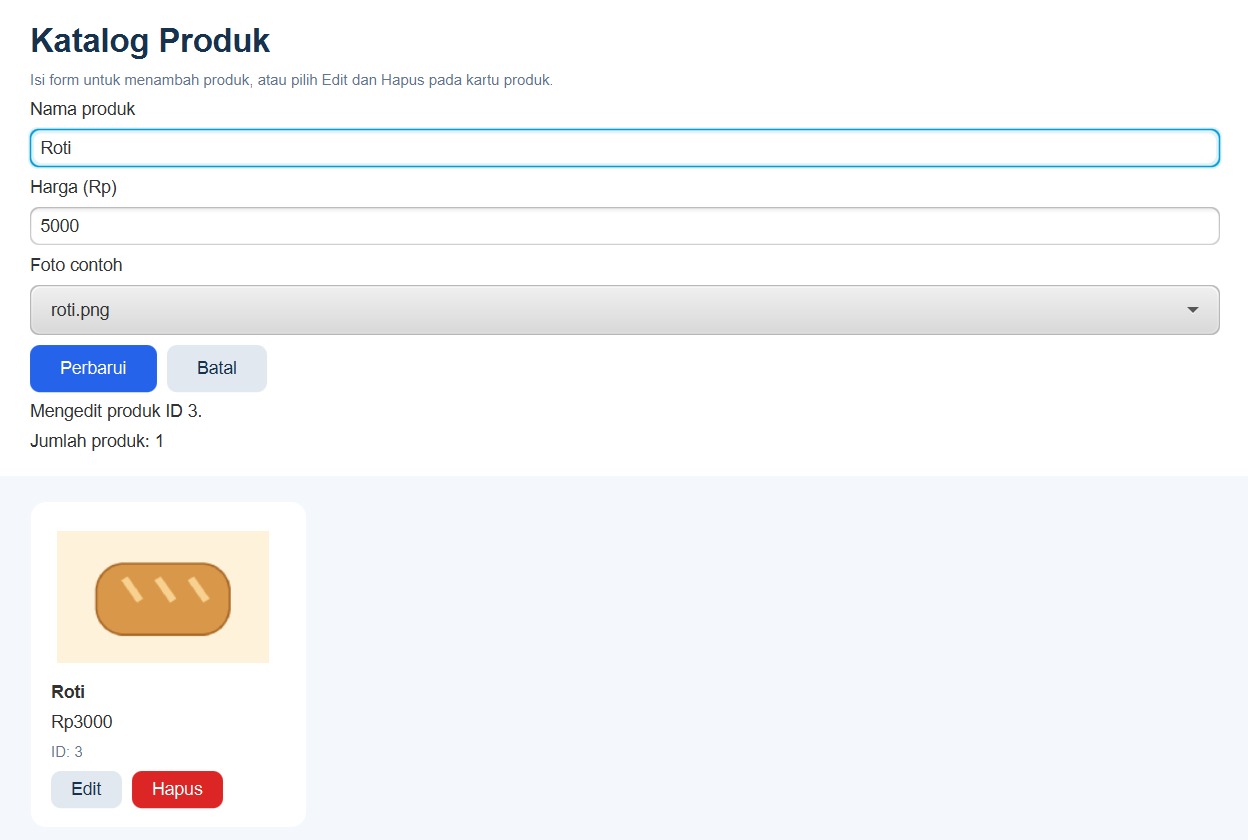 Katalog Produk
Isi form untuk menambah produk, atau pilih Edit dan Hapus pada kartu produk.
Nama produk
Roti
Harga (Rp)
5000
Foto contoh
roti.png
Perbarui Batal
Mengedit produk ID 3.
Jumlah produk: 1
Roti
Rp3000
ID: 3
Edit Hapus